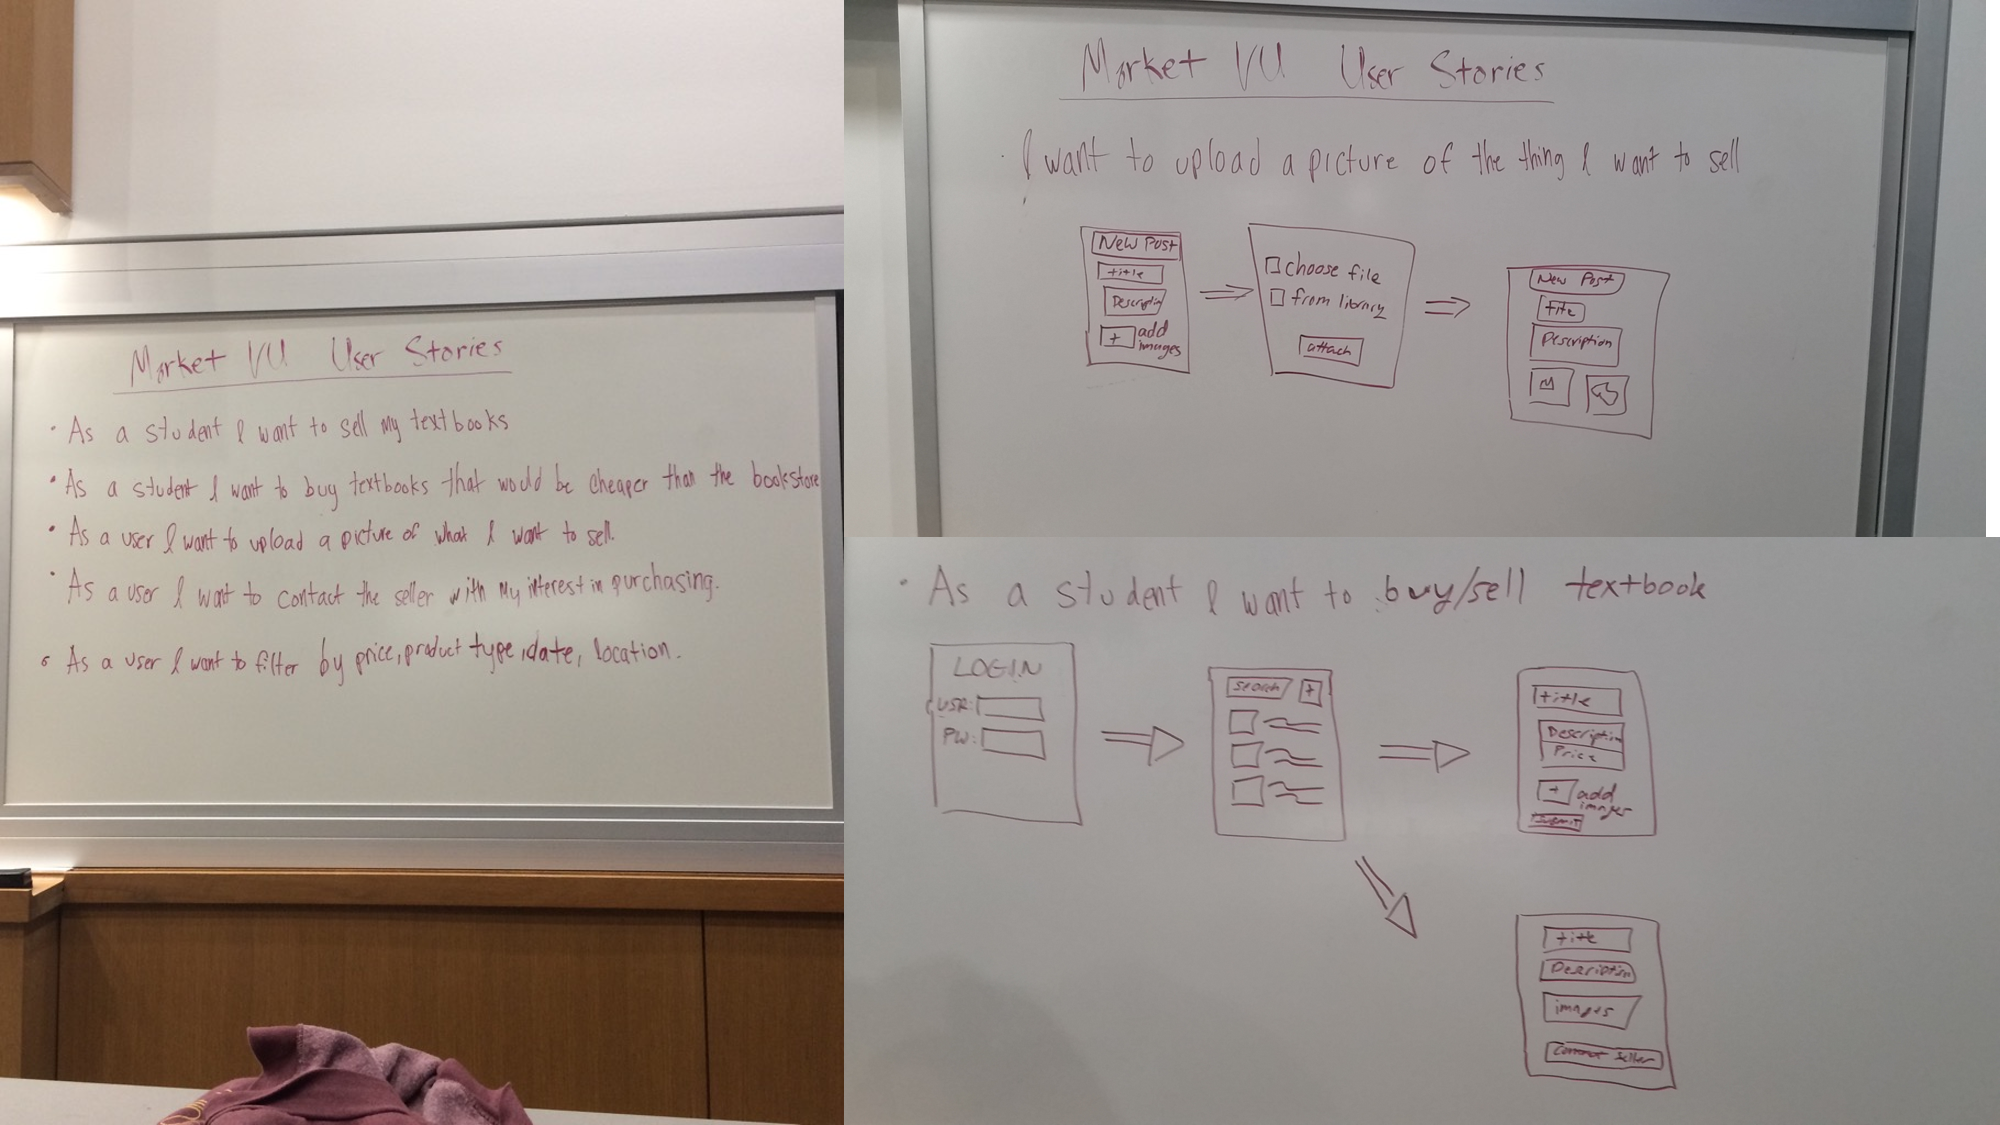 Market VU User Stories
· As a student I want to sell my textbooks
· As a student I want to buy textbooks that would be cheaper than the bookstore
· As a user I want to upload a picture of what I want to sell.
· As a user I want to contact the seller with my interest in purchasing.
· As a user I want to filter by price, product type, date, location.
Market VU User Stories
· I want to upload a picture of the thing I want to sell
New Post
title
Description
+ add
images
choose file
from library
attach
New Post
title
Description
· As a student I want to buy/sell textbook
LOGIN
USR:
PW:
search +
title
Description
Price
+ add
images
submit
title
Description
images
contact seller